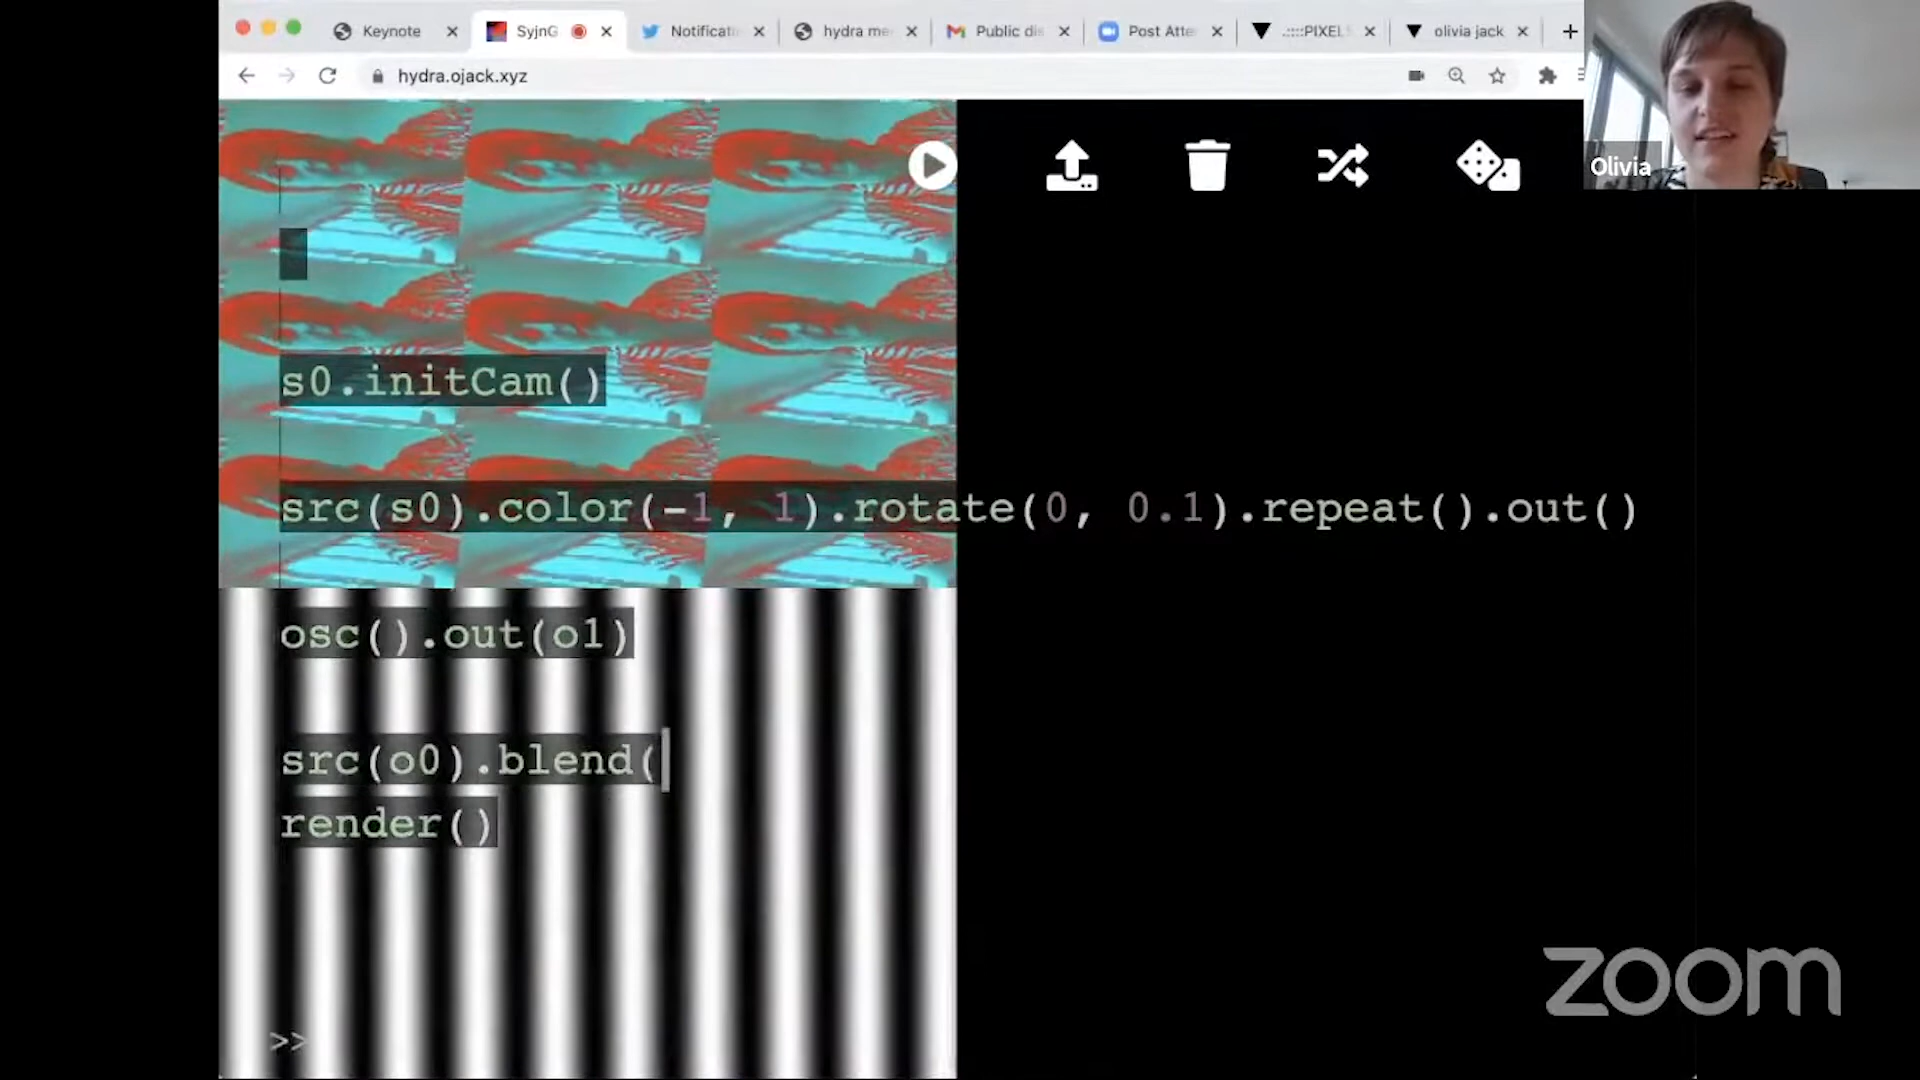 Keynote
SyjnG
Notificati
hydra me
Public dis
Post Atte
.::::PIXELS
olivia jack
hydra.ojack.xyz
Olivia
s0.initCam()
src(s0).color(-1, 1).rotate(0, 0.1).repeat().out()
osc().out(o1)
src(o0).blend(
render()
>>
zoom